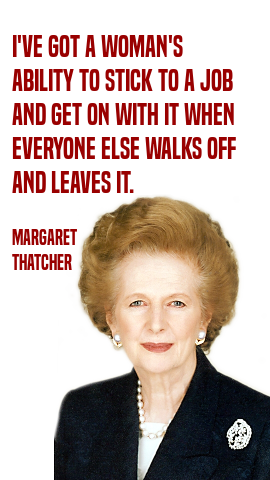 I'VE GOT A WOMAN'S
ABILITY TO STICK TO A JOB
AND GET ON WITH IT WHEN
EVERYONE ELSE WALKS OFF
AND LEAVES IT.
MARGARET
THATCHER